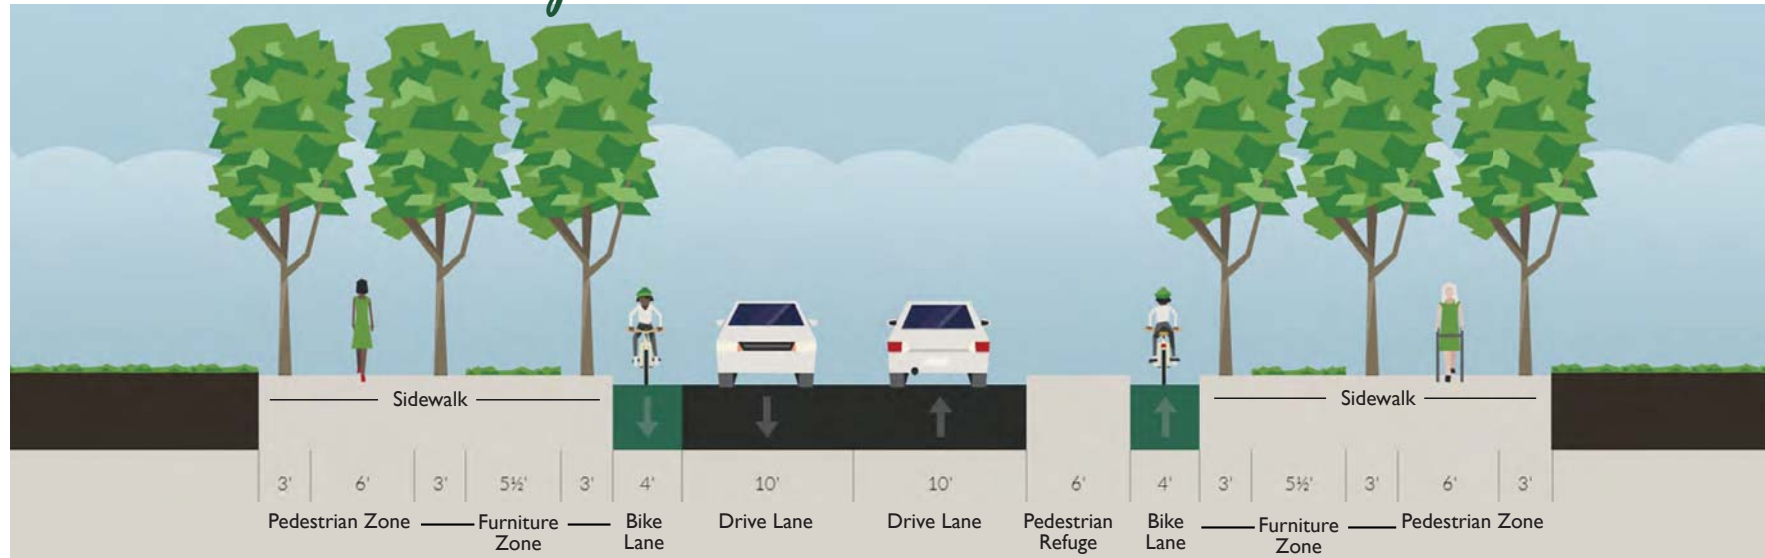 Sidewalk
Sidewalk
3' 6' 3' 5½' 3' 4' 10' 10' 6' 4' 3' 5½' 3' 6' 3'
Pedestrian Zone
Furniture
Zone
Bike
Lane
Drive Lane
Drive Lane
Pedestrian
Refuge
Bike
Lane
Furniture
Zone
Pedestrian Zone